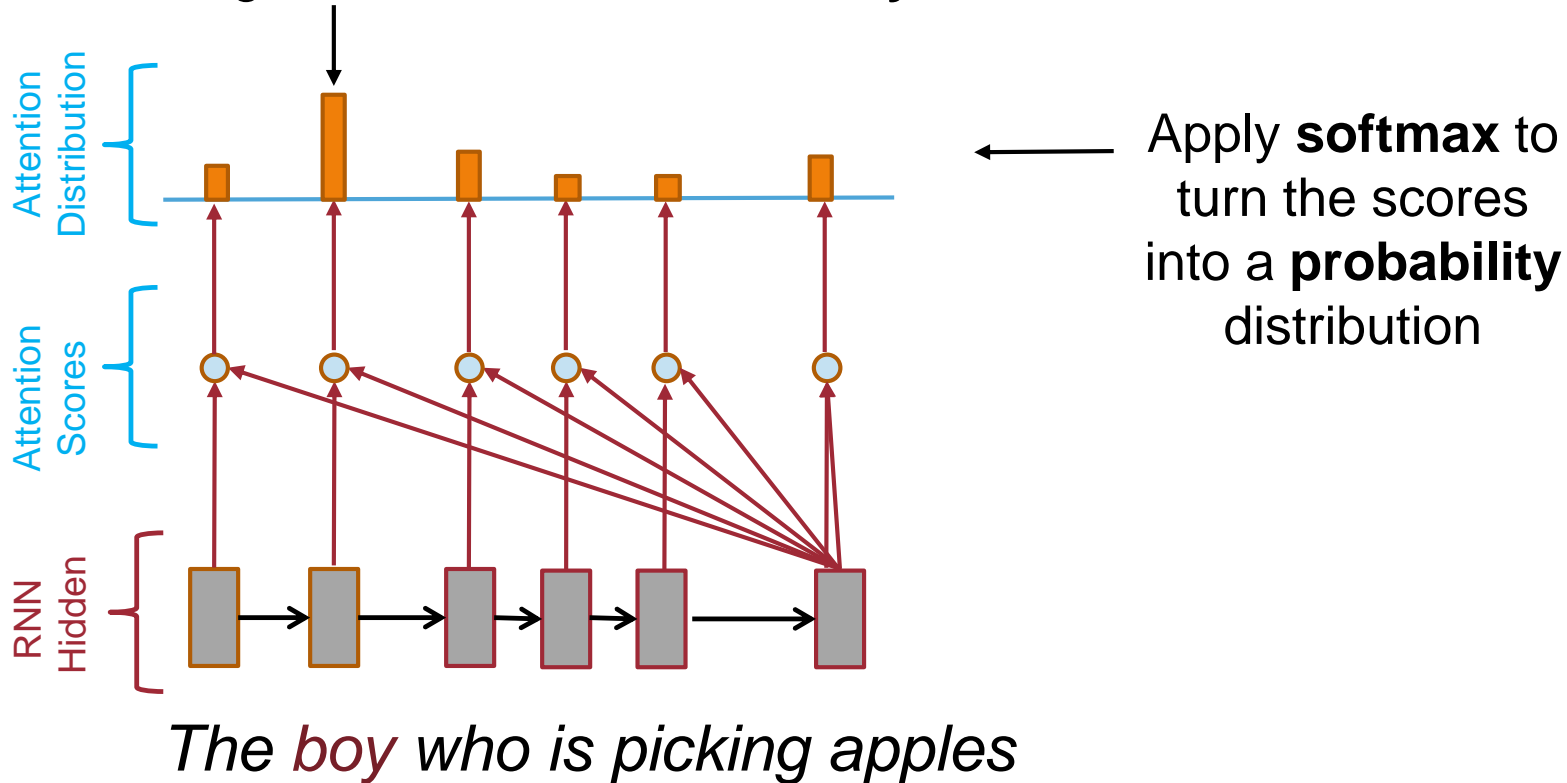 Attention
Distribution
Apply softmax to
turn the scores
into a probability
distribution
Attention
Scores
RNN
Hidden
The boy who is picking apples